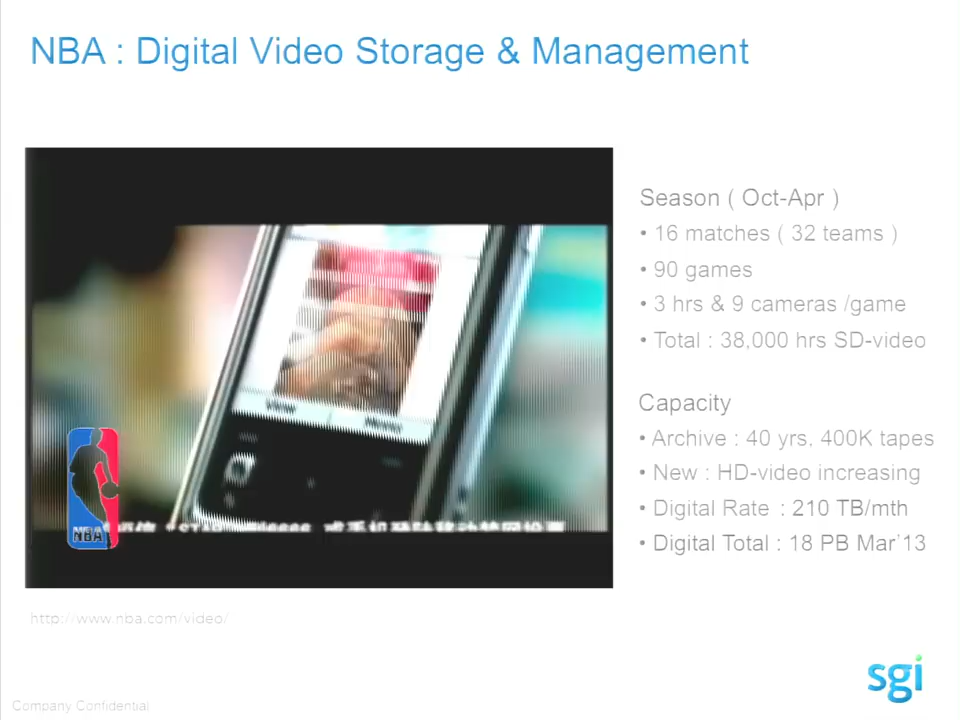 NBA : Digital Video Storage & Management
Season ( Oct-Apr )
• 16 matches ( 32 teams )
• 90 games
• 3 hrs & 9 cameras /game
• Total : 38,000 hrs SD-video
Capacity
• Archive : 40 yrs. 400K tapes
• New : HD-video increasing
• Digital Rate : 210 TB/mth
• Digital Total : 18 PB Mar'13
View Menu
NBA
http://www.nba.com/video/
sgi
Company Confidential